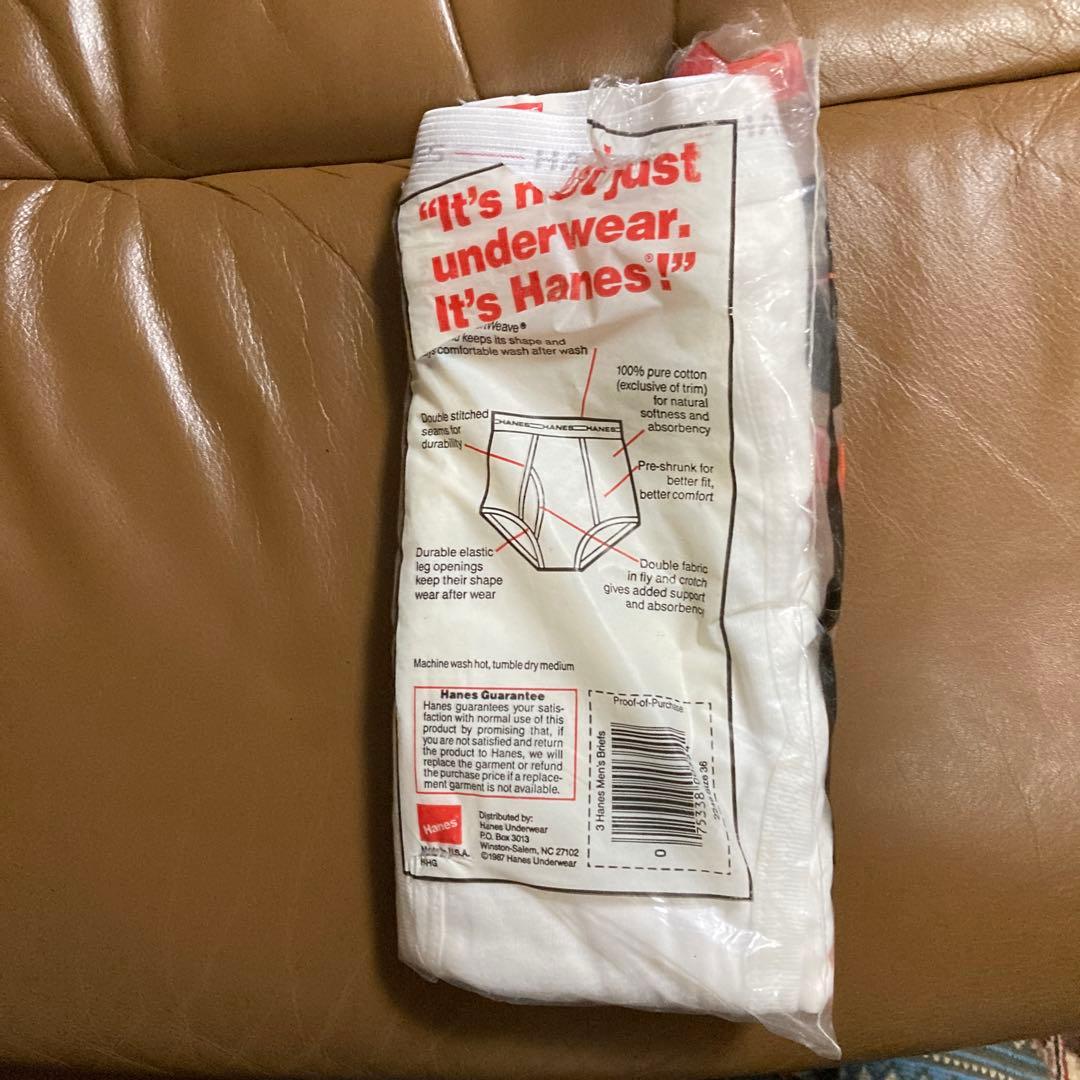 "It's not just
underwear.
It's Hanes®!"
Weave®
keeps its shape and
comfortable wash after wash
100% pure cotton
(exclusive of trim)
for natural
softness and
absorbency
Double stitched
seams for
durability
HANES HANES HANES
Pre-shrunk for
better fit,
better comfort
Durable elastic
leg openings
keep their shape
wear after wear
Double fabric
in fly and crotch
gives added support
and absorbency
Machine wash hot, tumble dry medium
Hanes Guarantee
Hanes guarantees your satis-
faction with normal use of this
product by promising that, if
you are not satisfied and return
the product to Hanes, we will
replace the garment or refund
the purchase price if a replace-
ment garment is not available.
Proof-of-Purchase
3 Hanes Men's Briefs
75338
Size 36
0
Hanes
Made in U.S.A.
HHG
Distributed by:
Hanes Underwear
P.O. Box 3013
Winston-Salem, NC 27102
©1987 Hanes Underwear